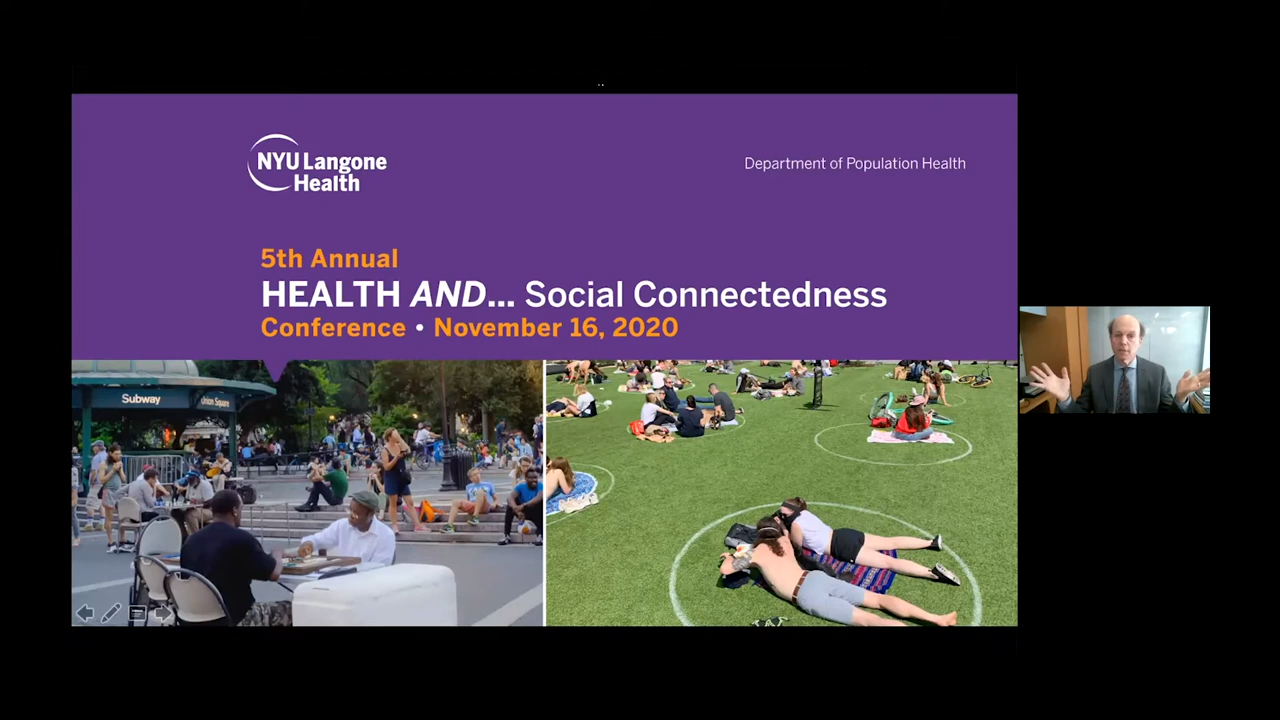 NYU Langone
Health
Department of Population Health
5th Annual
HEALTH AND... Social Connectedness
Conference • November 16, 2020
Subway
Union Square